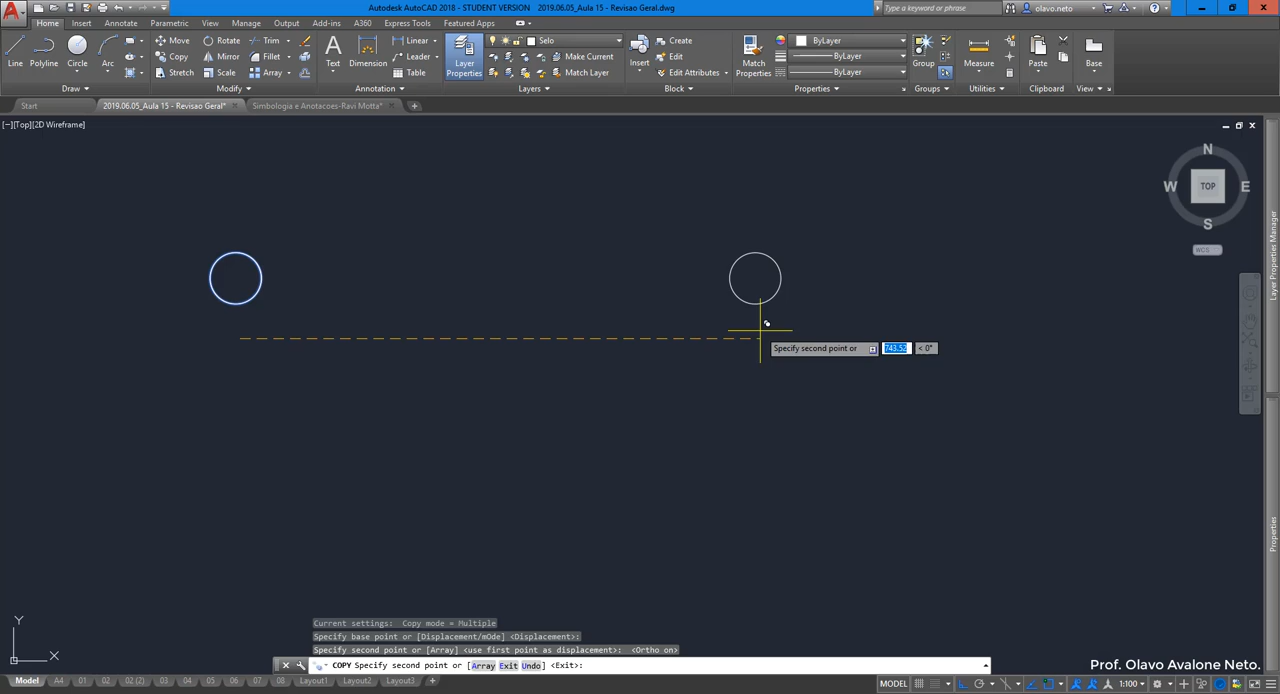 Autodesk AutoCAD 2018 - STUDENT VERSION 2019.06.05_Aula 15 - Revisao Geral.dwg
Type a keyword or phrase
olavo.neto
Home Insert Annotate Parametric View Manage Output Add-ins A360 Express Tools Featured Apps
Line Polyline Circle Arc
Move Rotate Trim
Copy Mirror Fillet
Stretch Scale Array
Text Dimension
Linear
Leader
Table
Layer Properties
Selo
Make Current
Match Layer
Insert
Create
Edit
Edit Attributes
Match Properties
ByLayer
ByLayer
ByLayer
Group Measure Paste Base
Draw Modify Annotation Layers Block Properties Groups Utilities Clipboard View
Start 2019.06.05_Aula 15 - Revisao Geral* Simbologia e Anotacoes-Ravi Motta*
[−][Top][2D Wireframe]
N
W TOP E
S
WCS
Layer Properties Manager
Properties
Specify second point or 743.52 < 0°
Y
X
Current settings: Copy mode = Multiple
Specify base point or [Displacement/mOde] <Displacement>:
Specify second point or [Array] <use first point as displacement>: <Ortho on>
COPY Specify second point or [Array Exit Undo] <Exit>:
Prof. Olavo Avalone Neto.
Model A4 01 02 02 (2) 03 04 05 06 07 08 Layout1 Layout2 Layout3
MODEL 1:100